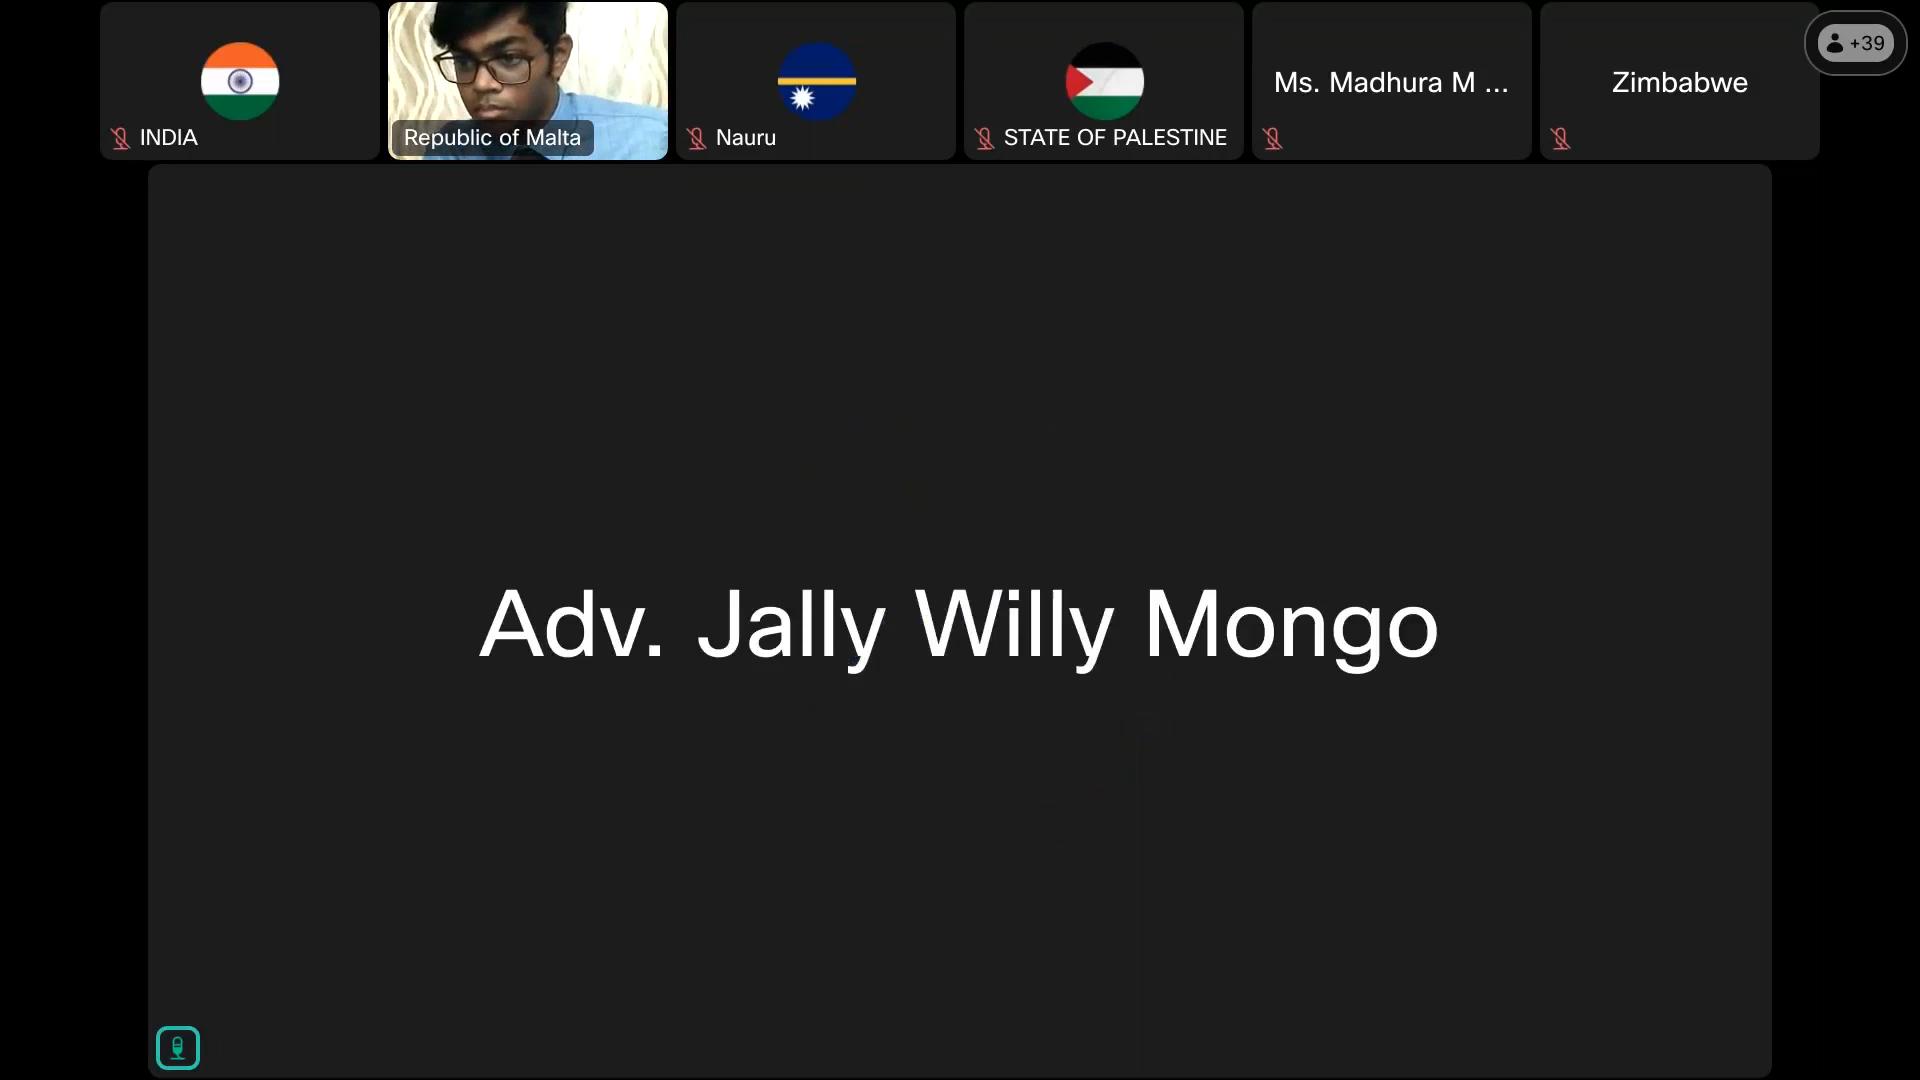 INDIA
Republic of Malta
Nauru
STATE OF PALESTINE
Ms. Madhura M ...
Zimbabwe
+39
Adv. Jally Willy Mongo